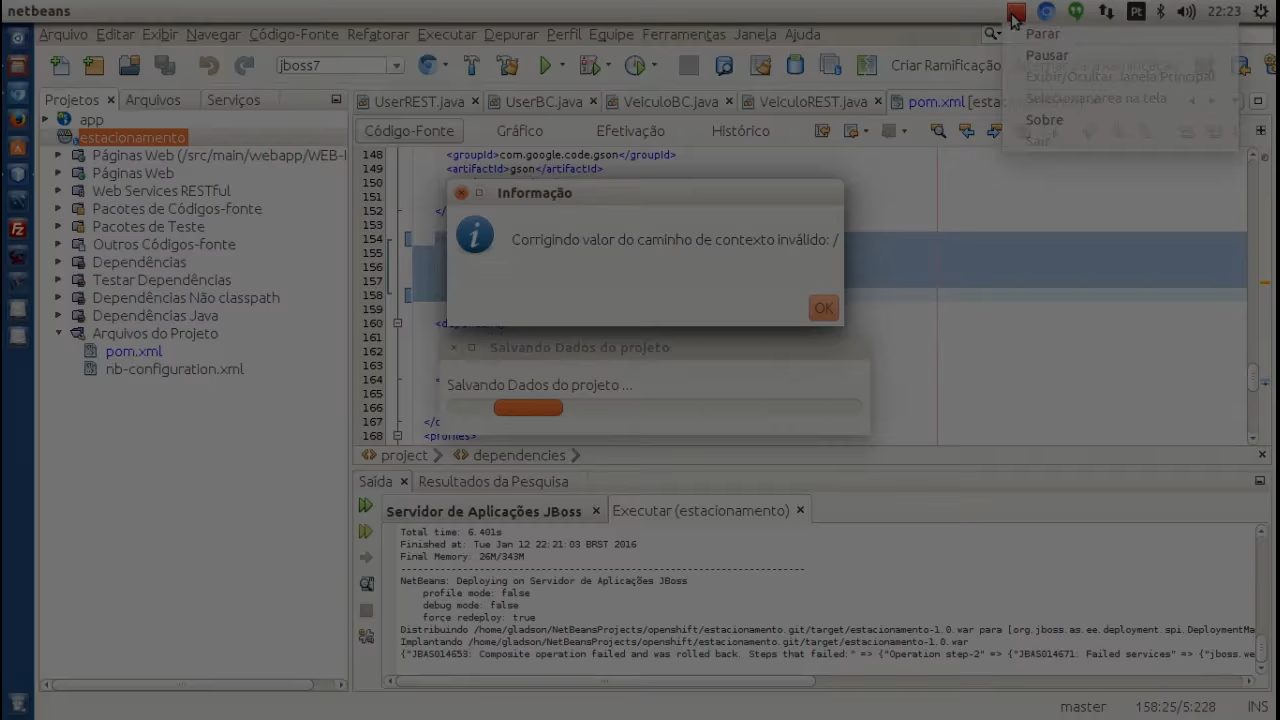 netbeans
Pt
22:23
Arquivo Editar Exibir Navegar Código-Fonte Refatorar Executar Depurar Perfil Equipe Ferramentas Janela Ajuda
Parar
Pausar
Exibir/Ocultar Janela Principal
Selecionar área na tela
Sobre
Sair
jboss7
Criar Ramificação
Projetos
Arquivos
Serviços
UserREST.java
UserBC.java
VeiculoBC.java
VeiculoREST.java
pom.xml [esta
Código-Fonte
Gráfico
Efetivação
Histórico
app
estacionamento
Páginas Web (/src/main/webapp/WEB-I
Páginas Web
Web Services RESTful
Pacotes de Códigos-fonte
Pacotes de Teste
Outros Códigos-fonte
Dependências
Testar Dependências
Dependências Não classpath
Dependências Java
Arquivos do Projeto
pom.xml
nb-configuration.xml
148 <groupId>com.google.code.gson</groupId>
149 <artifactId>gson</artifactId>
150
151
152 </
153
154
155
156
157
158
159
160
161
162
163
164
165
166
167 </
168 <profiles>
Informação
Corrigindo valor do caminho de contexto inválido: /
OK
Salvando Dados do projeto
Salvando Dados do projeto ...
project
dependencies
Saída
Resultados da Pesquisa
Servidor de Aplicações JBoss
Executar (estacionamento)
Total time: 6.401s
Finished at: Tue Jan 12 22:21:03 BRST 2016
Final Memory: 26M/343M
------------------------------------------------------------------------
NetBeans: Deploying on Servidor de Aplicações JBoss
profile mode: false
debug mode: false
force redeploy: true
Distribuindo /home/gladson/NetBeansProjects/openshift/estacionamento.git/target/estacionamento-1.0.war para [org.jboss.as.ee.deployment.spi.DeploymentMa
Implantando /home/gladson/NetBeansProjects/openshift/estacionamento.git/target/estacionamento-1.0.war
{"JBAS014653: Composite operation failed and was rolled back. Steps that failed:" => {"Operation step-2" => {"JBAS014671: Failed services" => {"jboss.we
master
158:25/5:228
INS